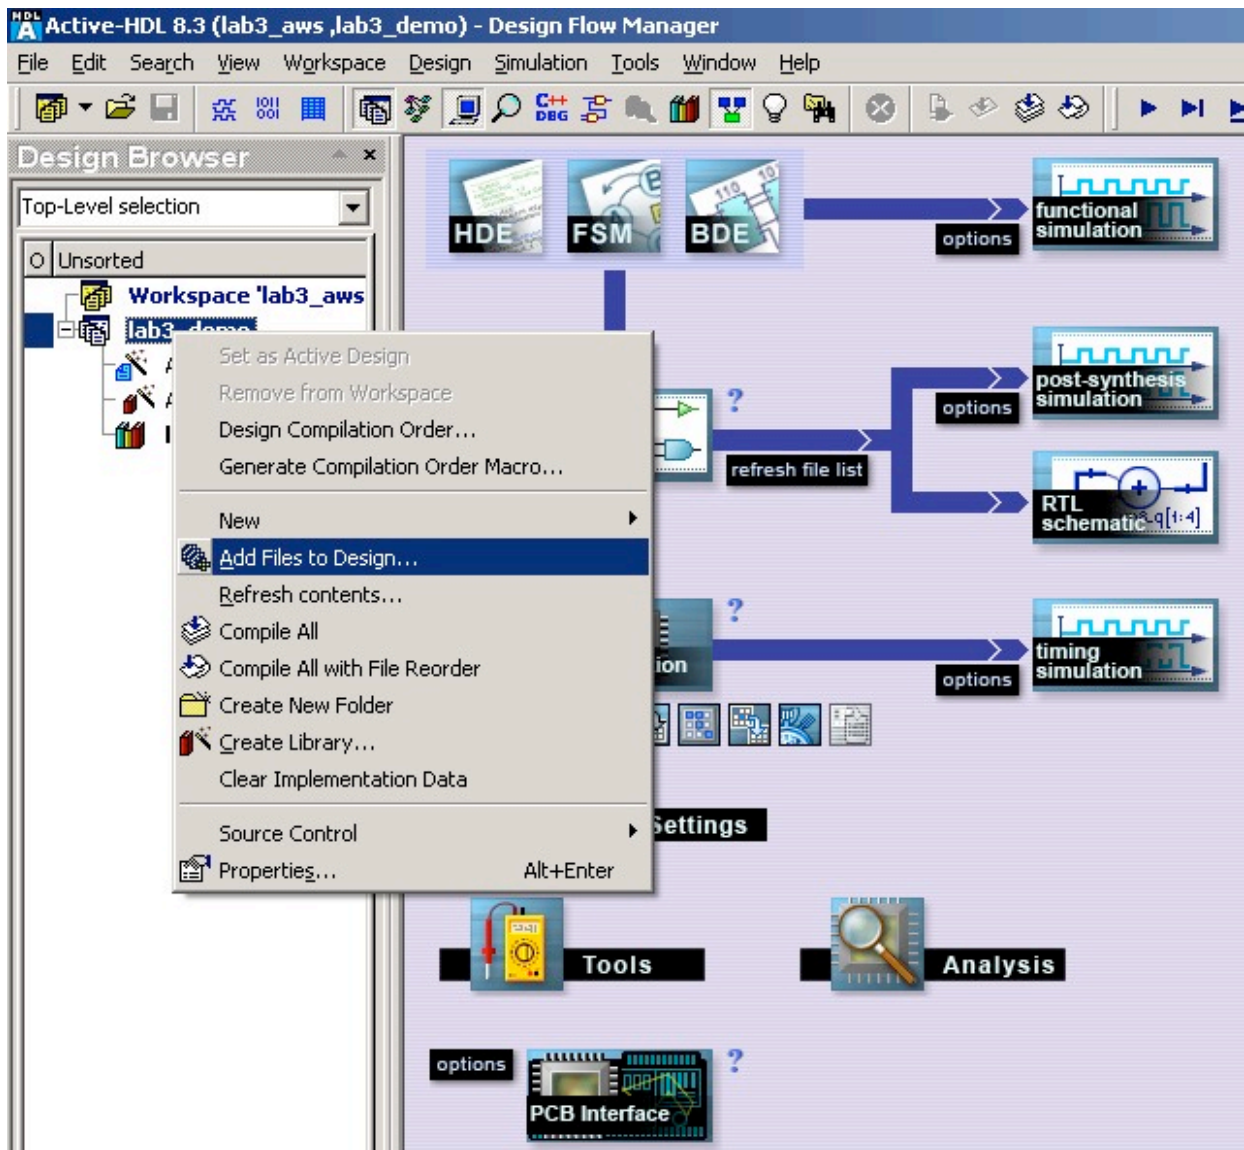 Active-HDL 8.3 (lab3_aws ,lab3_demo) - Design Flow Manager
File Edit Search View Workspace Design Simulation Tools Window Help
C++
DBG
Design Browser
Top-Level selection
O Unsorted
Workspace 'lab3_aws
lab3_demo
Set as Active Design
Remove from Workspace
Design Compilation Order...
Generate Compilation Order Macro...
New
Add Files to Design...
Refresh contents...
Compile All
Compile All with File Reorder
Create New Folder
Create Library...
Clear Implementation Data
Source Control
Properties... Alt+Enter
HDE FSM BDE
options
functional
simulation
?
options
post-synthesis
simulation
refresh file list
RTL
schematic
?
options
timing
simulation
Settings
Tools
Analysis
options
PCB Interface
?